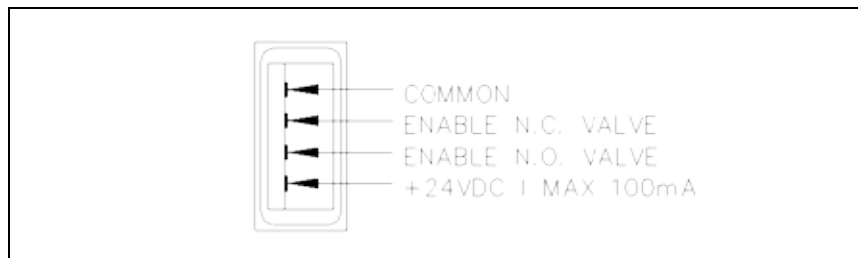 COMMON
ENABLE N.C. VALVE
ENABLE N.O. VALVE
+24VDC I MAX 100mA